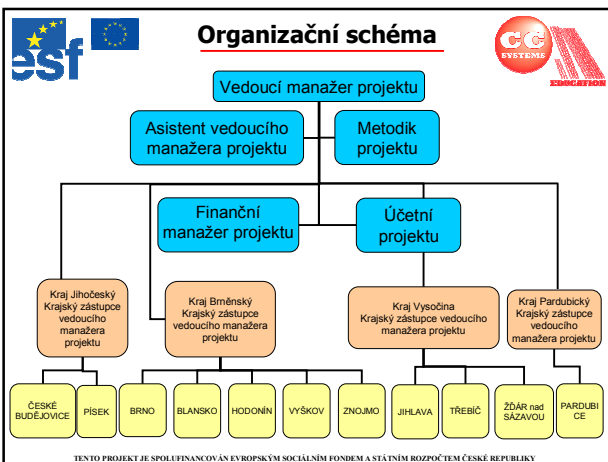 esf
Organizační schéma
CC
SYSTEMS
EDUCATION
Vedoucí manažer projektu
Asistent vedoucího
manažera projektu
Metodik
projektu
Finanční
manažer projektu
Účetní
projektu
Kraj Jihočeský
Krajský zástupce
vedoucího
manažera
projektu
Kraj Brněnský
Krajský zástupce
vedoucího manažera
projektu
Kraj Vysočina
Krajský zástupce vedoucího
manažera projektu
Kraj Pardubický
Krajský zástupce
vedoucího
manažera projektu
ČESKÉ
BUDĚJOVICE
PÍSEK
BRNO
BLANSKO
HODONÍN
VYŠKOV
ZNOJMO
JIHLAVA
TŘEBÍČ
ŽĎÁR nad
SÁZAVOU
PARDUBI
CE
TENTO PROJEKT JE SPOLUFINANCOVÁN EVROPSKÝM SOCIÁLNÍM FONDEM A STÁTNÍM ROZPOČTEM ČESKÉ REPUBLIKY